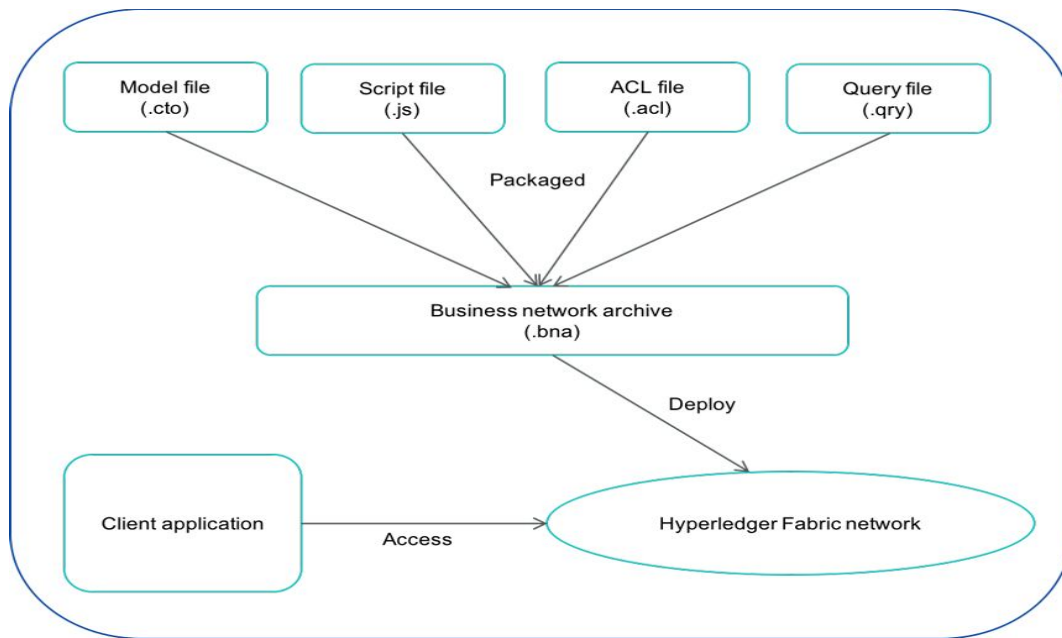 Model file
(.cto)
Script file
(.js)
ACL file
(.acl)
Query file
(.qry)
Packaged
Business network archive
(.bna)
Deploy
Client application
Access
Hyperledger Fabric network